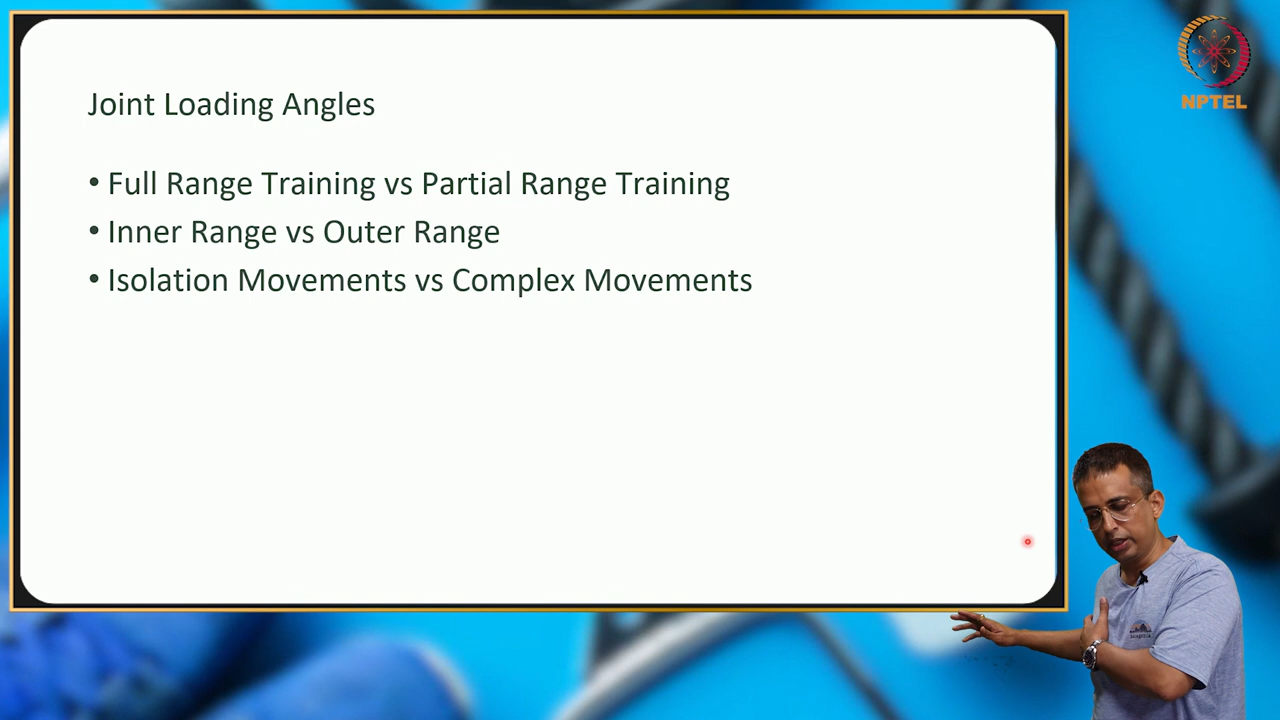 Joint Loading Angles
• Full Range Training vs Partial Range Training
• Inner Range vs Outer Range
• Isolation Movements vs Complex Movements
NPTEL